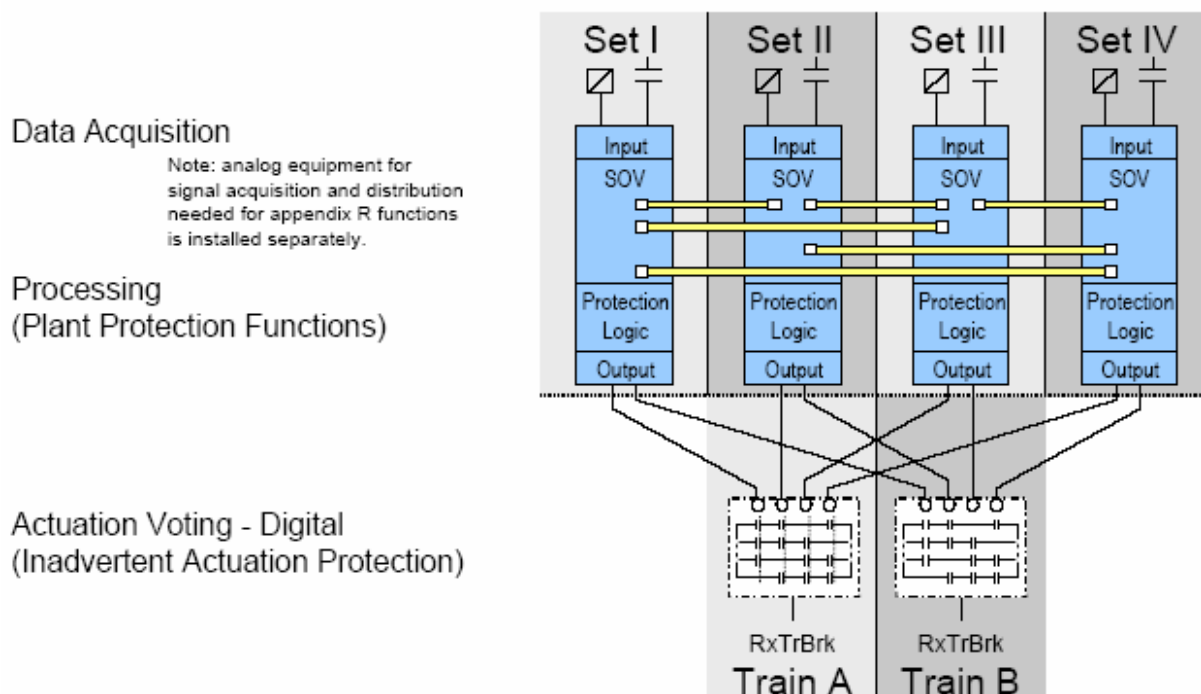 Set I
Set II
Set III
Set IV
Data Acquisition
Note: analog equipment for
signal acquisition and distribution
needed for appendix R functions
is installed separately.
Input
Input
Input
Input
SOV
SOV
SOV
SOV
Processing
(Plant Protection Functions)
Protection
Logic
Protection
Logic
Protection
Logic
Protection
Logic
Output
Output
Output
Output
Actuation Voting - Digital
(Inadvertent Actuation Protection)
RxTrBrk
RxTrBrk
Train A
Train B